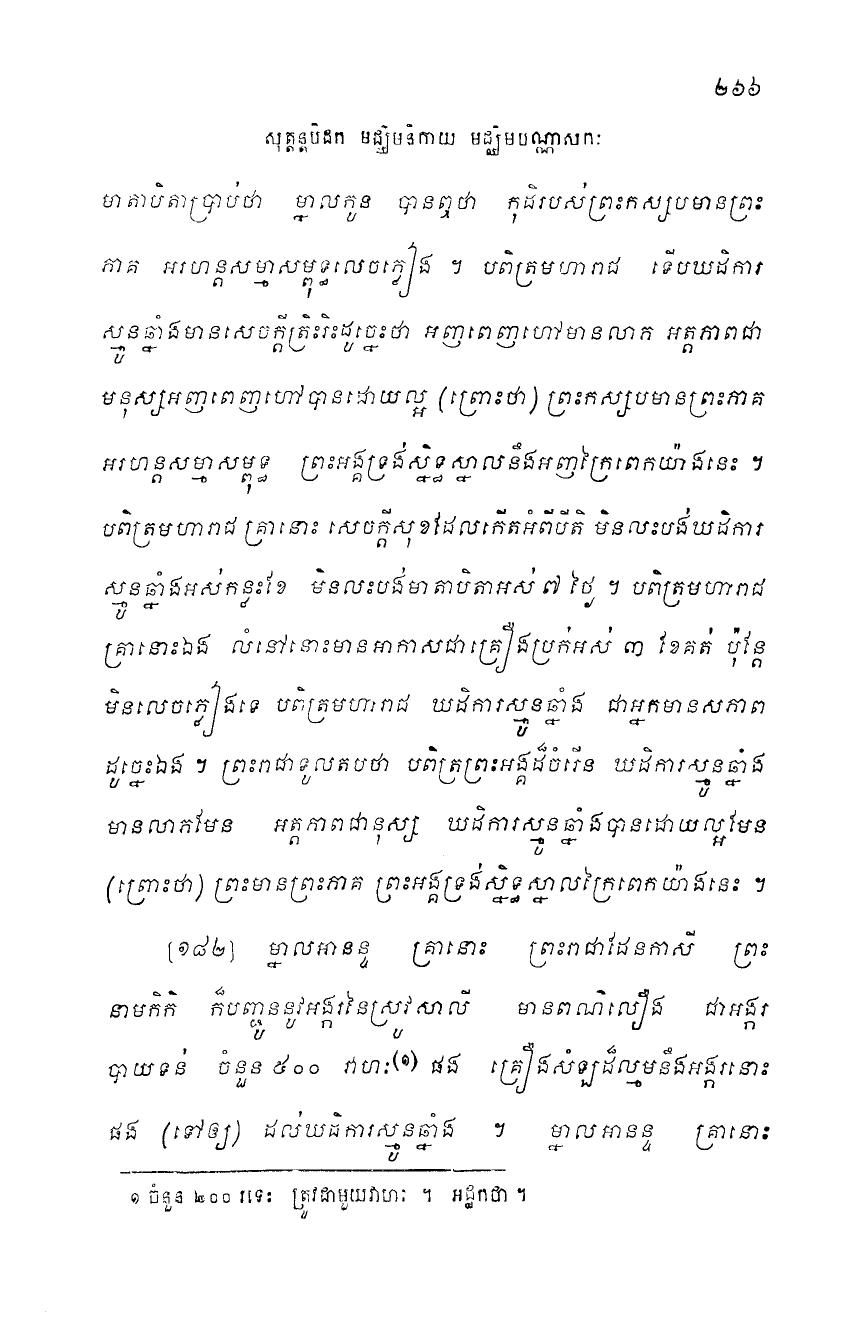 ២៦៦
សុត្តន្តបិដក មជ្ឈិមនិកាយ មជ្ឈិមបណ្ណាសកៈ
មាតាបិតាប្រាប់ថា ម្នាលកូន បានឮថា កុដិរបស់ព្រះកស្សបមានព្រះ
ភាគ អរហន្តសម្មាសម្ពុទ្ធលេចភ្លៀង ។ បពិត្រមហារាជ ទើបឃដិការ
ស្មូនឆ្នាំងមានសេចក្តីត្រិះរិះដូច្នេះថា អញពេញហៅមានលាភ អត្តភាពជា
មនុស្សអញពេញហៅបានដោយល្អ (ព្រោះថា) ព្រះកស្សបមានព្រះភាគ
អរហន្តសម្មាសម្ពុទ្ធ ព្រះអង្គទ្រង់ស្និទ្ធស្នាលនឹងអញក្រៃពេកយ៉ាងនេះ ។
បពិត្រមហារាជ គ្រានោះ សេចក្តីសុខដែលកើតអំពីបីតិ មិនលះបង់ឃដិការ
ស្មូនឆ្នាំងអស់កន្លះខែ មិនលះបង់មាតាបិតាអស់ ៧ ថ្ងៃ ។ បពិត្រមហារាជ
គ្រានោះឯង លំនៅនោះមានអាកាសជាគ្រឿងប្រក់អស់ ៣ ខែគត់ ប៉ុន្តែ
មិនលេចភ្លៀងទេ បពិត្រមហារាជ ឃដិការស្មូនឆ្នាំង ជាអ្នកមានសភាព
ដូច្នេះឯង ។ ព្រះរាជាទូលតបថា បពិត្រព្រះអង្គដ៏ចំរើន ឃដិការស្មូនឆ្នាំង
មានលាភមែន អត្តភាពជានុស្ស ឃដិការស្មូនឆ្នាំងបានដោយល្អមែន
(ព្រោះថា) ព្រះមានព្រះភាគ ព្រះអង្គទ្រង់ស្និទ្ធស្នាលក្រៃពេកយ៉ាងនេះ ។
[១៨២] ម្នាលអានន្ទ គ្រានោះ ព្រះរាជាដែនកាសី ព្រះ
នាមកិកិ ក៏បញ្ជូននូវអង្ករនៃស្រូវសាលី មានពណ៌លឿង ជាអង្ករ
បាយទន់ ចំនួន ៥០០ វាហៈ(១) ផង គ្រឿងសំឡដ៏ល្មមនឹងអង្ករនោះ
ផង (ទៅឲ្យ) ដល់ឃដិការស្មូនឆ្នាំង ។ ម្នាលអានន្ទ គ្រានោះ
១ ចំនួន ២០០ រទេះ ត្រូវជាមួយវាហៈ ។ អដ្ឋកថា ។